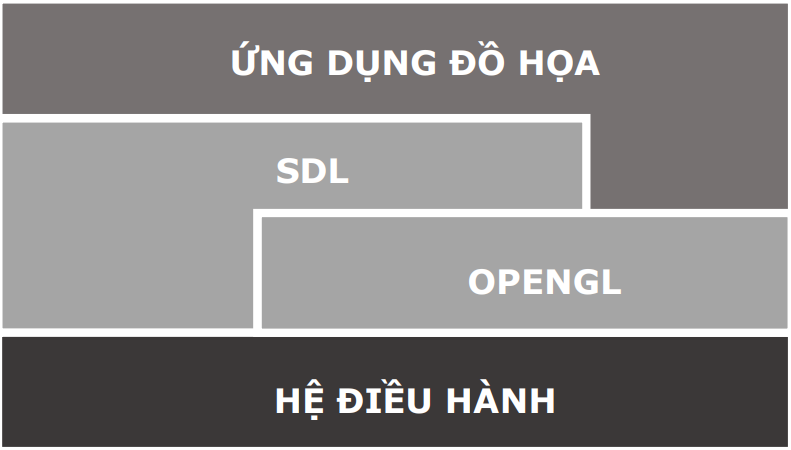 ỨNG DỤNG ĐỒ HỌA
SDL
OPENGL
HỆ ĐIỀU HÀNH